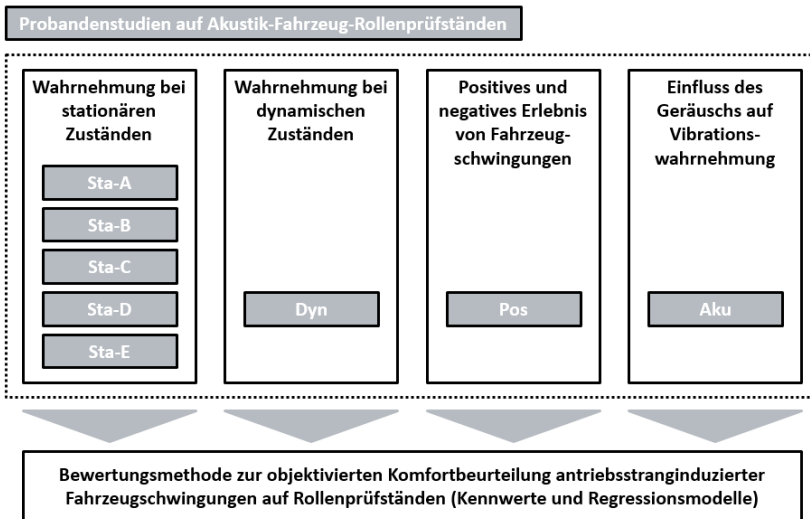 Probandenstudien auf Akustik-Fahrzeug-Rollenprüfständen
Wahrnehmung bei
stationären
Zuständen
Sta-A
Sta-B
Sta-C
Sta-D
Sta-E
Wahrnehmung bei
dynamischen
Zuständen
Dyn
Positives und
negatives Erlebnis
von Fahrzeug-
schwingungen
Pos
Einfluss des
Geräuschs auf
Vibrations-
wahrnehmung
Aku
Bewertungsmethode zur objektivierten Komfortbeurteilung antriebsstranginduzierter
Fahrzeugschwingungen auf Rollenprüfständen (Kennwerte und Regressionsmodelle)